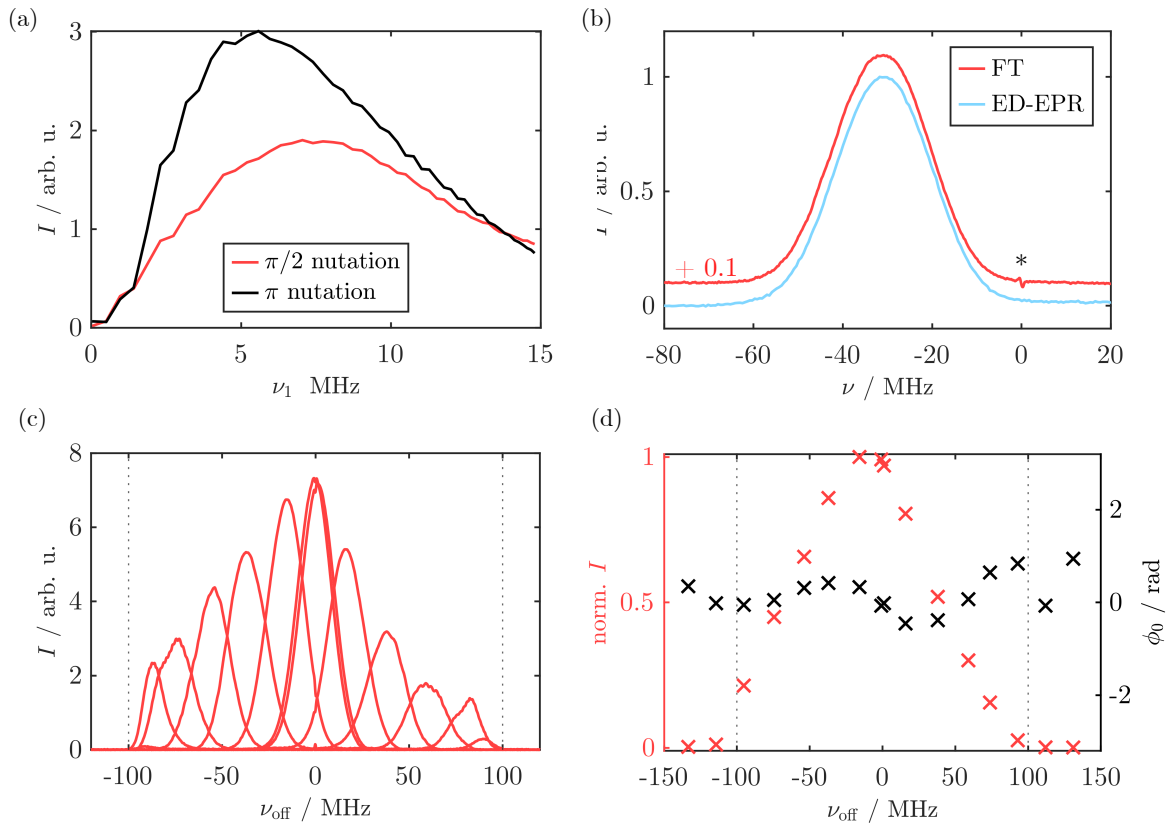 (a)
3
2
1
0
I / arb. u.
π/2 nutation
π nutation
0 5 10 15
ν₁ MHz
(b)
1
0.5
0
I / arb. u.
FT
ED-EPR
+ 0.1
*
-80 -60 -40 -20 0 20
ν / MHz
(c)
8
6
4
2
0
I / arb. u.
-100 -50 0 50 100
ν_off / MHz
(d)
1
0.5
0
norm. I
2
0
-2
ϕ₀ / rad
-150 -100 -50 0 50 100 150
ν_off / MHz